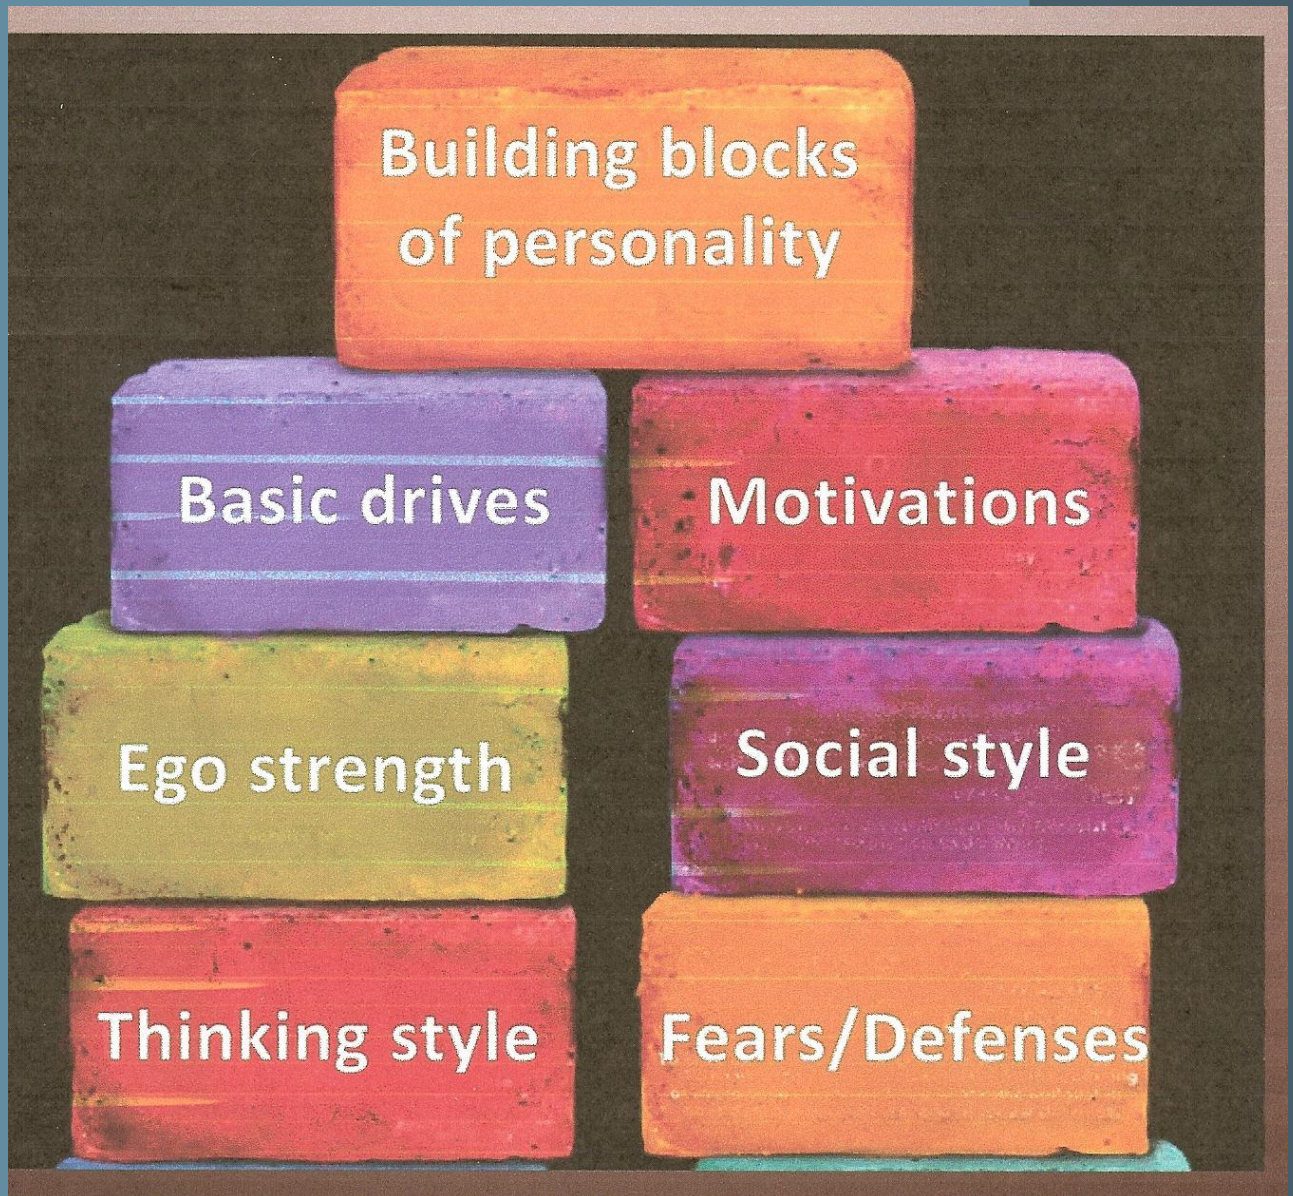 Building blocks
of personality
Basic drives
Motivations
Ego strength
Social style
Thinking style
Fears/Defenses